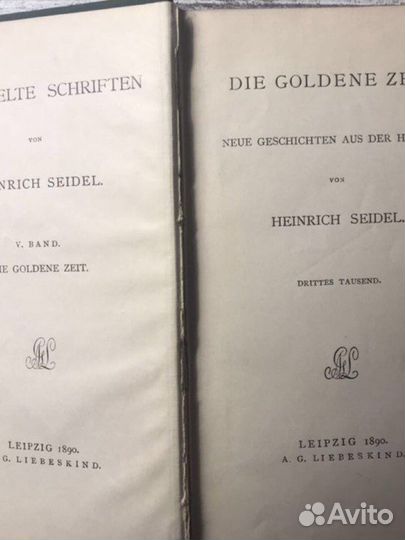 ELTE SCHRIFTEN
VON
NRICH SEIDEL.
V. BAND.
IE GOLDENE ZEIT.
LEIPZIG 1890.
G. LIEBESKIND.
DIE GOLDENE ZE
NEUE GESCHICHTEN AUS DER H
VON
HEINRICH SEIDEL.
DRITTES TAUSEND.
LEIPZIG 1890.
A. G. LIEBESKIND.
Avito